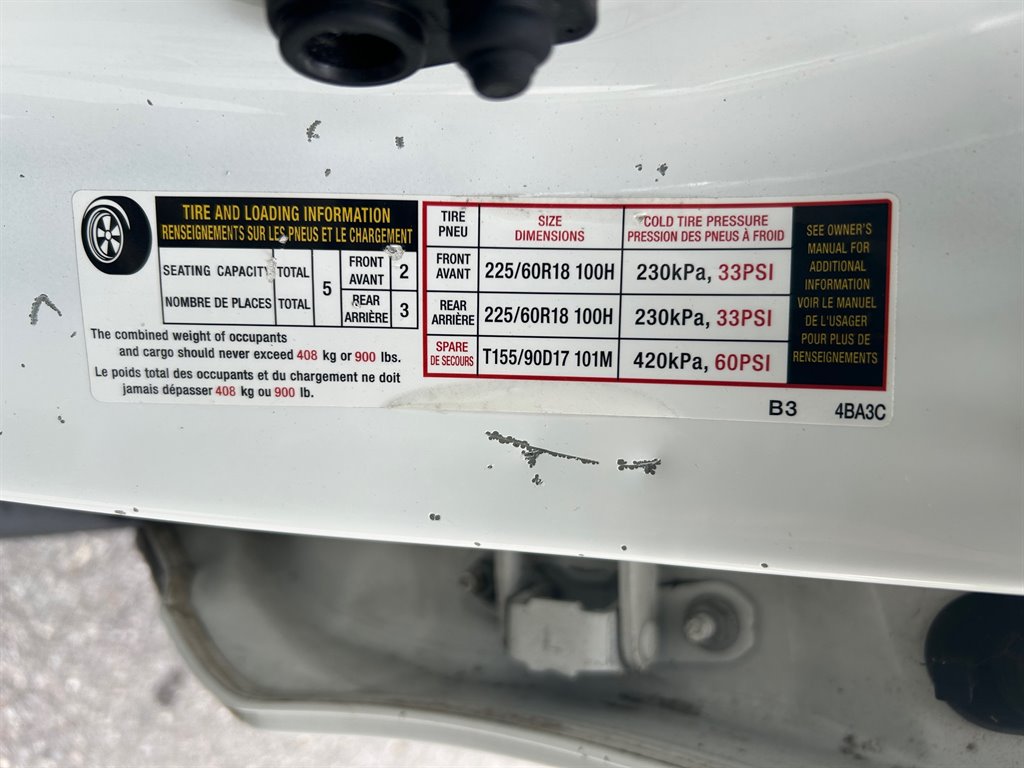 TIRE AND LOADING INFORMATION
RENSEIGNEMENTS SUR LES PNEUS ET LE CHARGEMENT
SEATING CAPACITY TOTAL
NOMBRE DE PLACES TOTAL
5
FRONT
AVANT
2
REAR
ARRIÈRE
3
The combined weight of occupants
and cargo should never exceed 408 kg or 900 lbs.
Le poids total des occupants et du chargement ne doit
jamais dépasser 408 kg ou 900 lb.
TIRE
PNEU
SIZE
DIMENSIONS
COLD TIRE PRESSURE
PRESSION DES PNEUS À FROID
FRONT
AVANT
225/60R18 100H
230kPa, 33PSI
REAR
ARRIÈRE
225/60R18 100H
230kPa, 33PSI
SPARE
DE SECOURS
T155/90D17 101M
420kPa, 60PSI
SEE OWNER'S
MANUAL FOR
ADDITIONAL
INFORMATION
VOIR LE MANUEL
DE L'USAGER
POUR PLUS DE
RENSEIGNEMENTS
B3 4BA3C